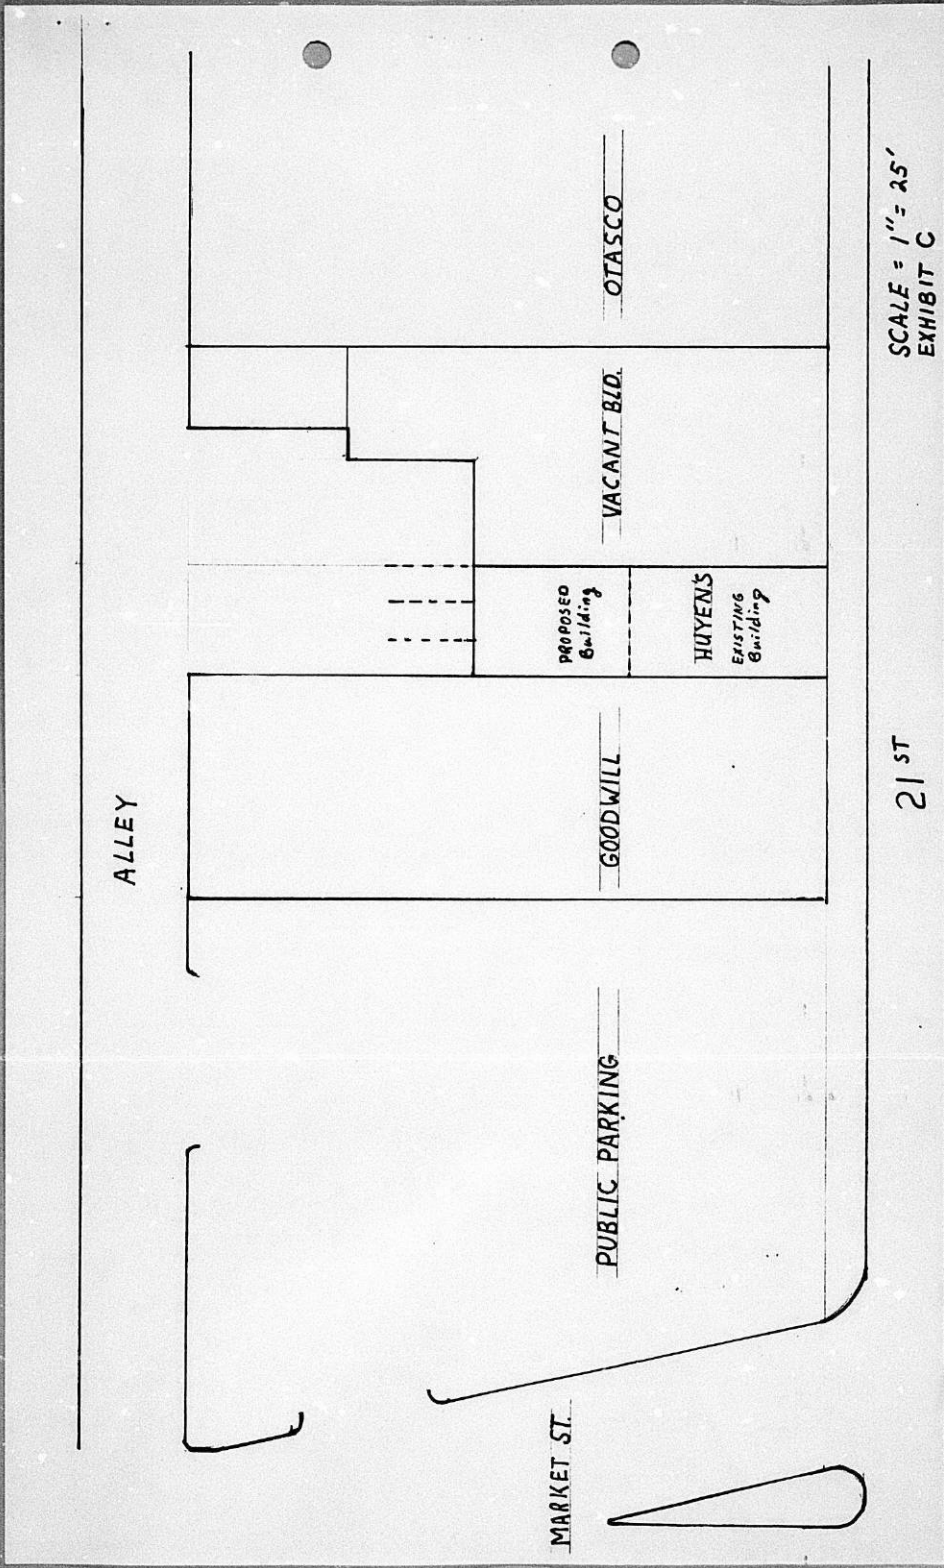 ALLEY
PUBLIC PARKING
GOODWILL
PROPOSED
Building
HUYEN'S
EXISTING
Building
VACANT BLD.
OTASCO
MARKET ST.
21 ST
SCALE = 1" = 25'
EXHIBIT C